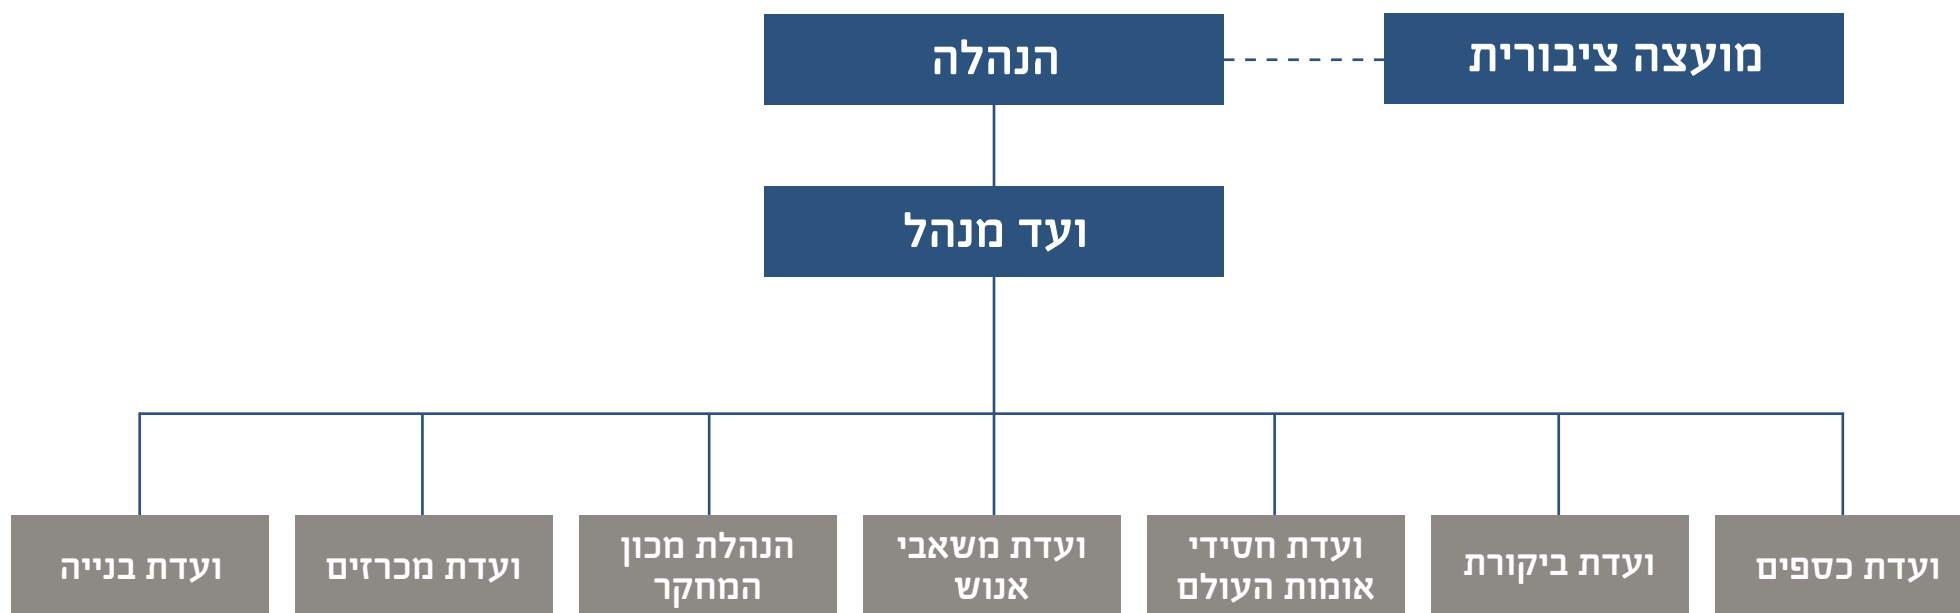 מועצה ציבורית
הנהלה
ועד מנהל
ועדת כספים
ועדת ביקורת
ועדת חסידי
אומות העולם
ועדת משאבי
אנוש
הנהלת מכון
המחקר
ועדת מכרזים
ועדת בנייה